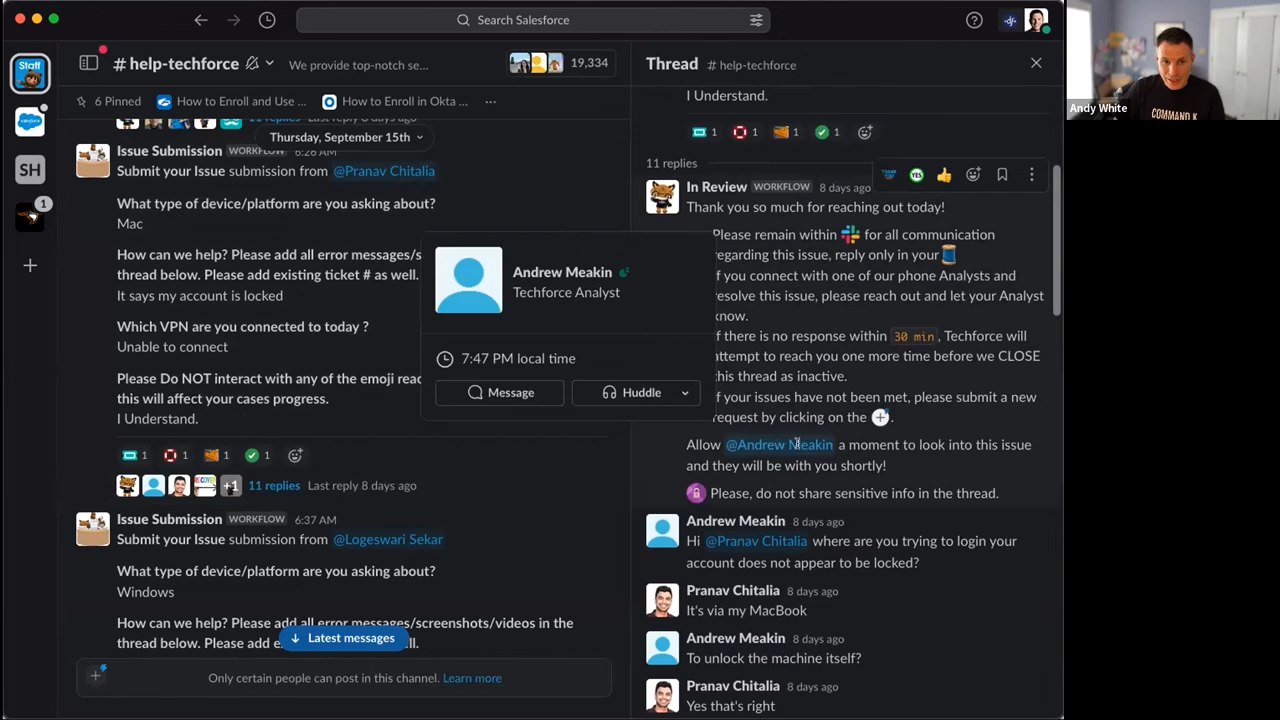 Search Salesforce
Staff
# help-techforce
We provide top-notch se...
19,334
6 Pinned
How to Enroll and Use ...
How to Enroll in Okta ...
Thursday, September 15th
Issue Submission WORKFLOW 6:26 AM
Submit your Issue submission from @Pranav Chitalia
What type of device/platform are you asking about?
Mac
How can we help? Please add all error messages/s
thread below. Please add existing ticket # as well.
It says my account is locked
Which VPN are you connected to today ?
Unable to connect
Please Do NOT interact with any of the emoji reac
this will affect your cases progress.
I Understand.
1 1 1 1
+1 11 replies Last reply 8 days ago
Issue Submission WORKFLOW 6:37 AM
Submit your Issue submission from @Logeswari Sekar
What type of device/platform are you asking about?
Windows
How can we help? Please add all error messages/screenshots/videos in the
thread below. Please add e
ll.
Latest messages
Only certain people can post in this channel. Learn more
SH
1
Andrew Meakin
Techforce Analyst
7:47 PM local time
Message
Huddle
Thread # help-techforce
I Understand.
1 1 1 1
11 replies
YES
In Review WORKFLOW 8 days ago
Thank you so much for reaching out today!
Please remain within for all communication
regarding this issue, reply only in your
f you connect with one of our phone Analysts and
resolve this issue, please reach out and let your Analyst
know.
f there is no response within 30 min, Techforce will
attempt to reach you one more time before we CLOSE
this thread as inactive.
f your issues have not been met, please submit a new
request by clicking on the .
Allow @Andrew Meakin a moment to look into this issue
and they will be with you shortly!
Please, do not share sensitive info in the thread.
Andrew Meakin 8 days ago
Hi @Pranav Chitalia where are you trying to login your
account does not appear to be locked?
Pranav Chitalia 8 days ago
It's via my MacBook
Andrew Meakin 8 days ago
To unlock the machine itself?
Pranav Chitalia 8 days ago
Yes that's right
Andy White
COMMAND K